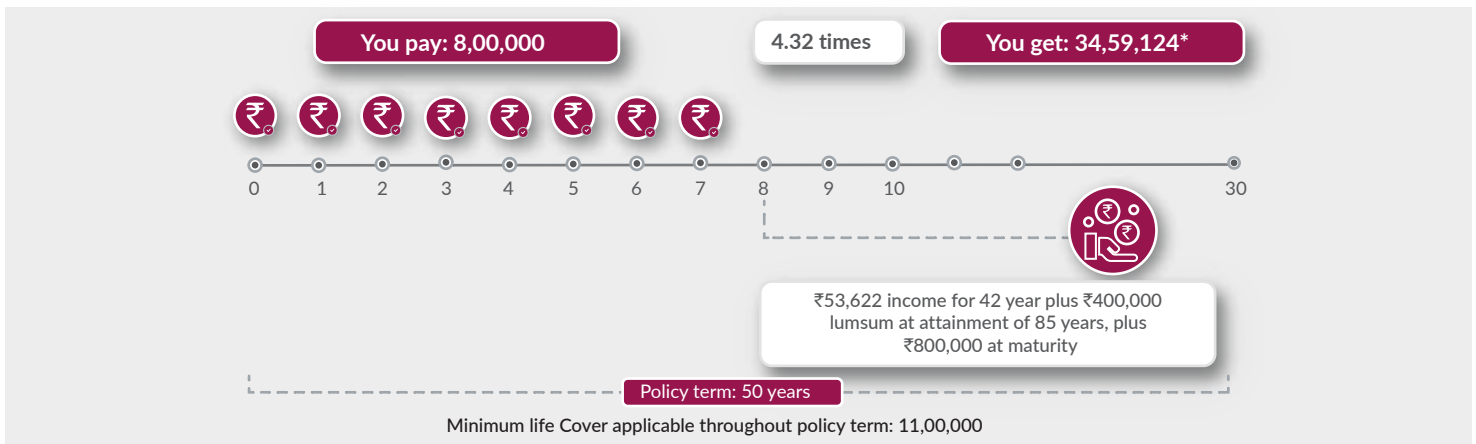 You pay: 8,00,000
4.32 times
You get: 34,59,124*
₹ ₹ ₹ ₹ ₹ ₹ ₹ ₹
0 1 2 3 4 5 6 7 8 9 10 30
₹ ₹
₹53,622 income for 42 year plus ₹400,000
lumsum at attainment of 85 years, plus
₹800,000 at maturity
Policy term: 50 years
Minimum life Cover applicable throughout policy term: 11,00,000